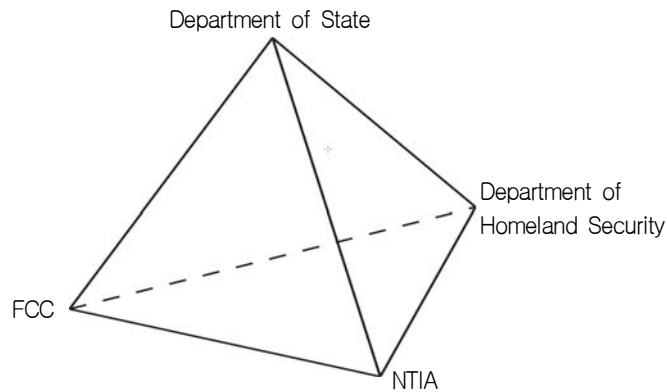 Department of State
Department of
Homeland Security
FCC
NTIA